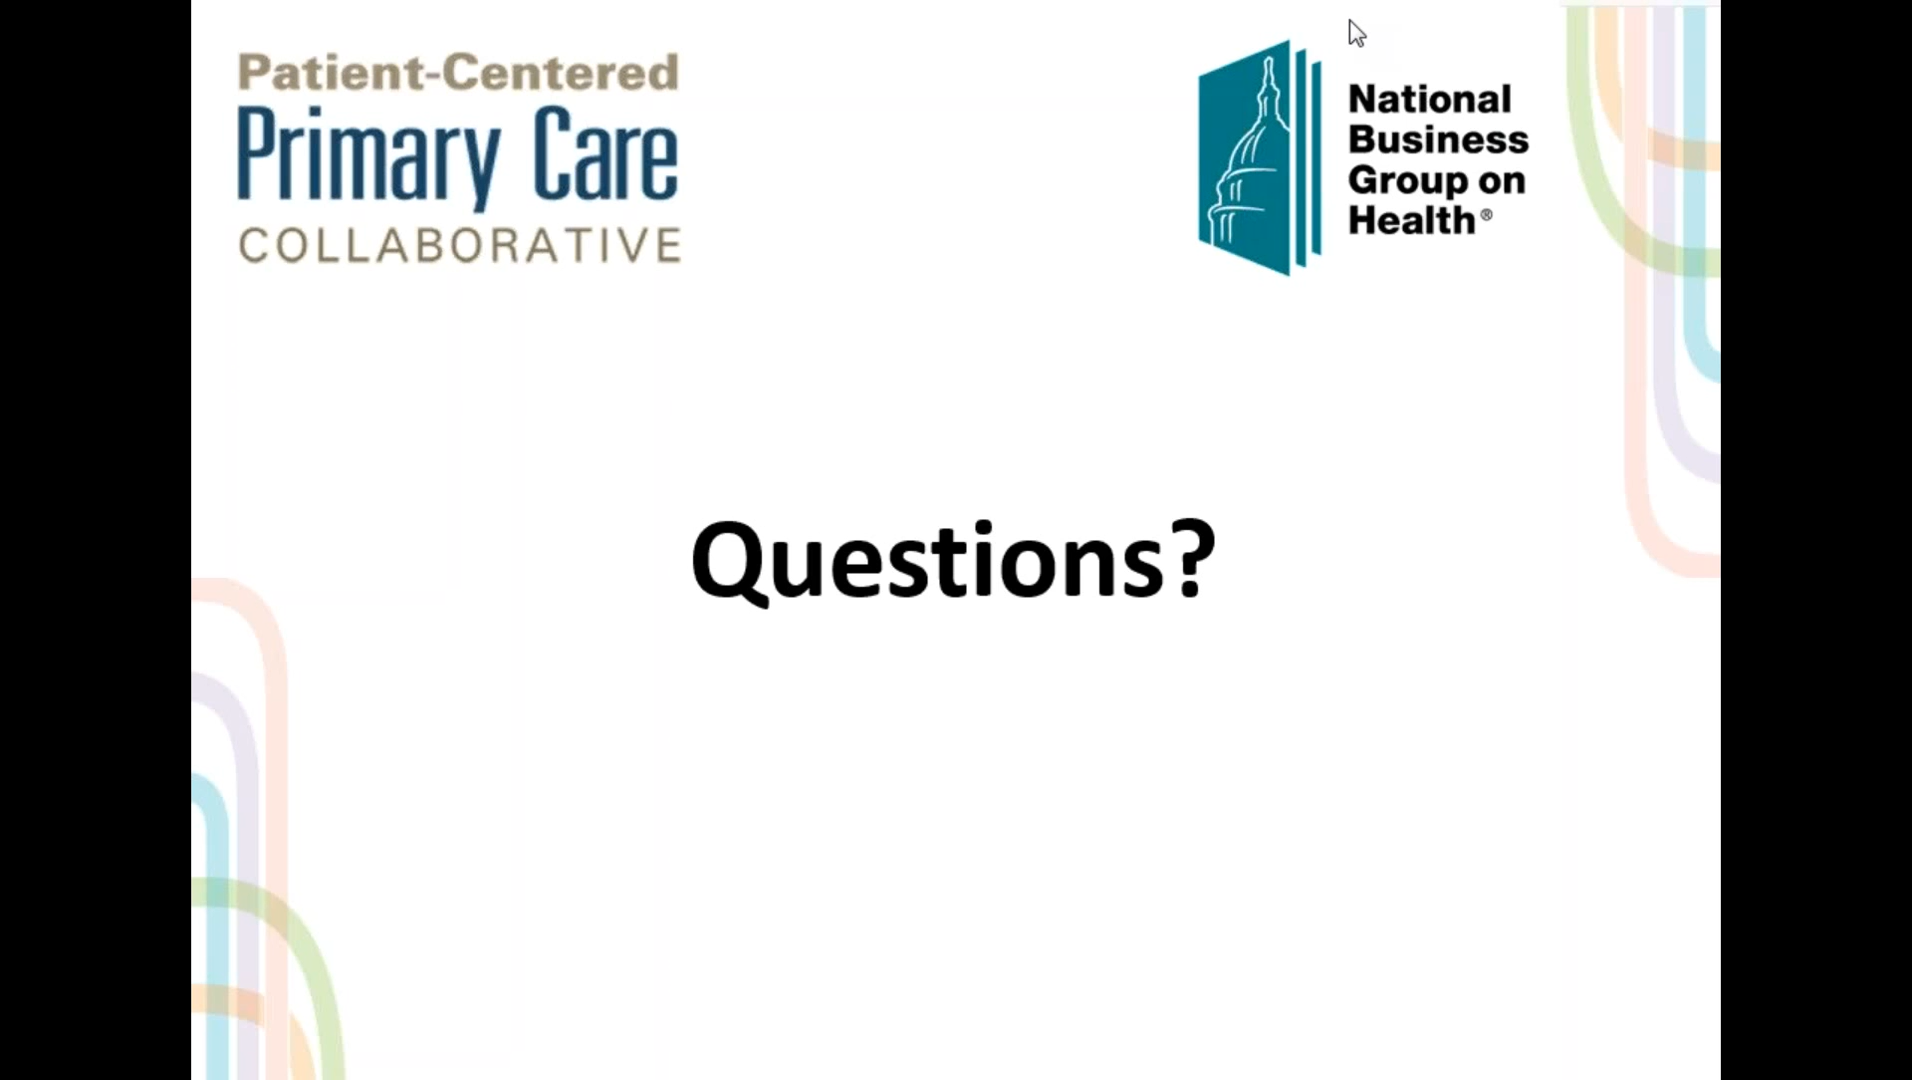 Patient-Centered
Primary Care
COLLABORATIVE
National
Business
Group on
Health®
Questions?